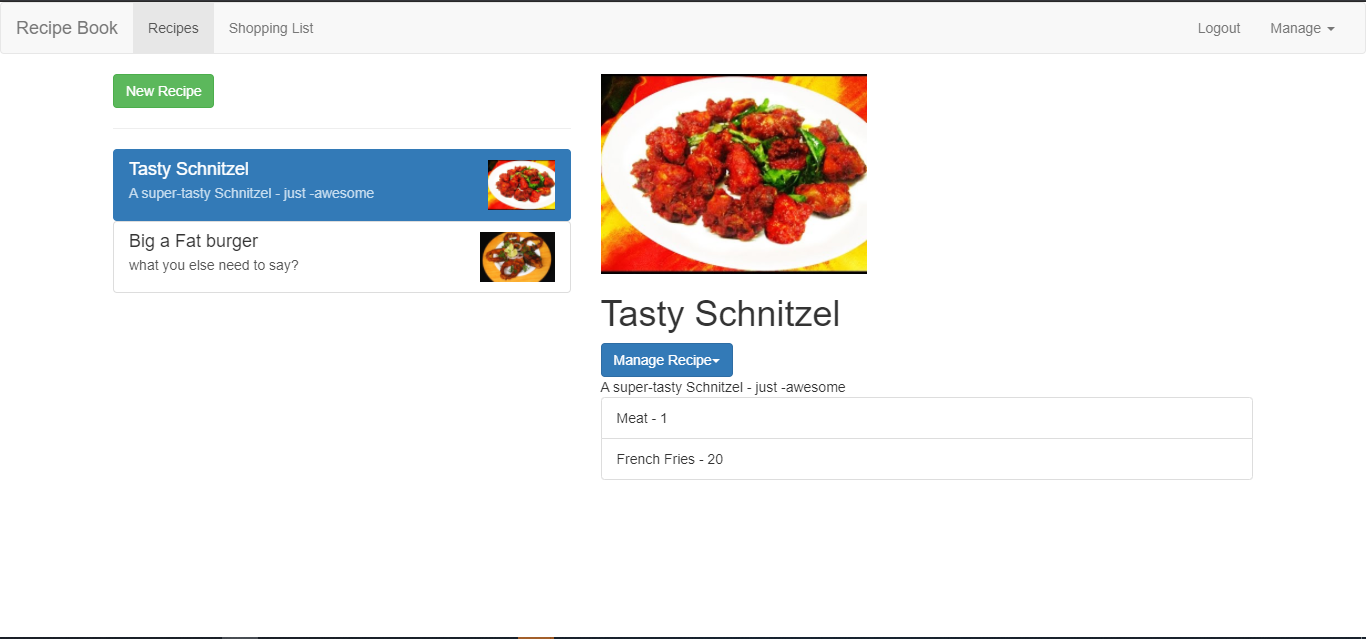 Recipe Book Recipes Shopping List Logout Manage
New Recipe
Tasty Schnitzel
A super-tasty Schnitzel - just -awesome
Big a Fat burger
what you else need to say?
Tasty Schnitzel
Manage Recipe
A super-tasty Schnitzel - just -awesome
Meat - 1
French Fries - 20